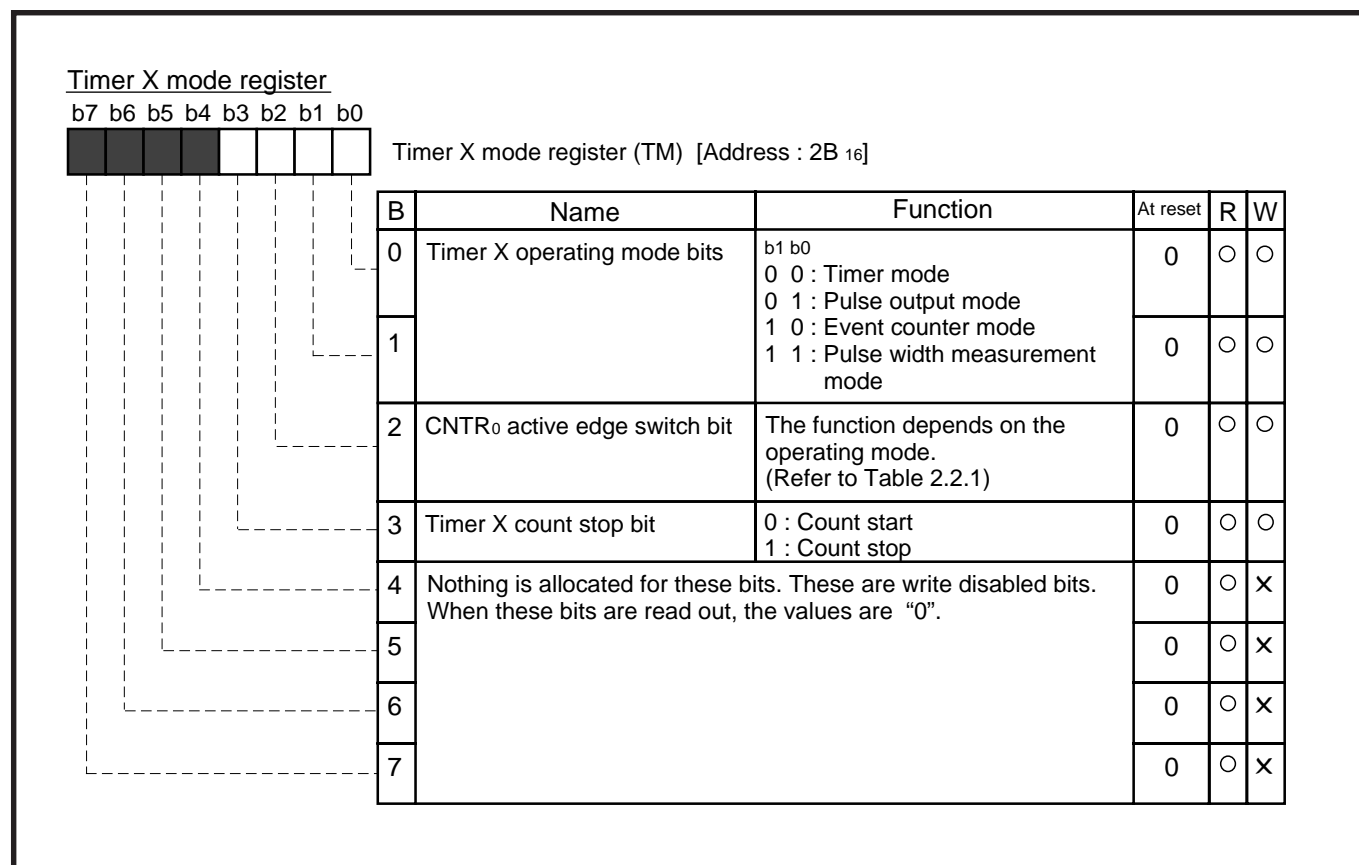 Timer X mode register
b7 b6 b5 b4 b3 b2 b1 b0
Timer X mode register (TM) [Address : 2B 16]
B Name Function At reset R W
0 Timer X operating mode bits b1 b0 0 ○ ○
0 0 : Timer mode
0 1 : Pulse output mode
1 0 : Event counter mode
1 1 1 : Pulse width measurement 0 ○ ○
mode
2 CNTR0 active edge switch bit The function depends on the 0 ○ ○
operating mode.
(Refer to Table 2.2.1)
3 Timer X count stop bit 0 : Count start 0 ○ ○
1 : Count stop
4 Nothing is allocated for these bits. These are write disabled bits. 0 ○ ×
When these bits are read out, the values are “0”.
5 0 ○ ×
6 0 ○ ×
7 0 ○ ×